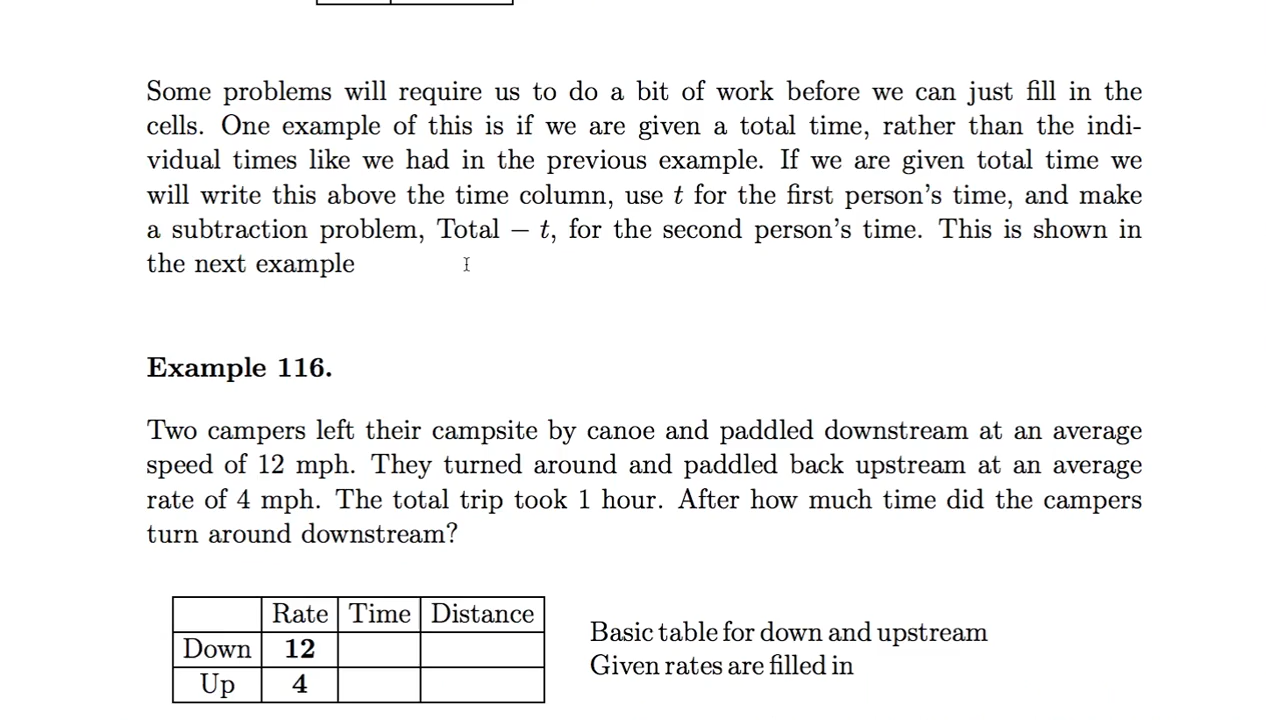 Some problems will require us to do a bit of work before we can just fill in the
cells. One example of this is if we are given a total time, rather than the indi-
vidual times like we had in the previous example. If we are given total time we
will write this above the time column, use t for the first person's time, and make
a subtraction problem, Total − t, for the second person's time. This is shown in
the next example
Example 116.
Two campers left their campsite by canoe and paddled downstream at an average
speed of 12 mph. They turned around and paddled back upstream at an average
rate of 4 mph. The total trip took 1 hour. After how much time did the campers
turn around downstream?
Rate Time Distance
Down 12
Up 4
Basic table for down and upstream
Given rates are filled in